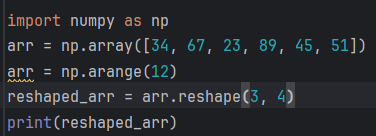 import numpy as np
arr = np.array([34, 67, 23, 89, 45, 51])
arr = np.arange(12)
reshaped_arr = arr.reshape(3, 4)
print(reshaped_arr)